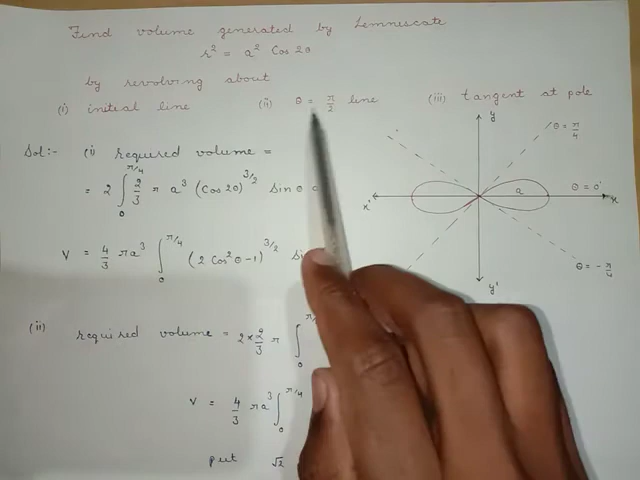 Find volume generated by Lemniscate
r² = a² Cos 2θ
by revolving about
(i) initial line (ii) θ = π/2 line (iii) tangent at pole
Sol:- (i) required volume =
= 2 ∫₀^{π/4} 2/3 π a³ (Cos 2θ)^{3/2} Sin θ
V = 4/3 πa³ ∫₀^{π/4} (2 Cos² θ-1)^{3/2}
(ii) required volume = 2×2/3 π ∫₀
V = 4/3 πa³ ∫₀^{π/4}
put √2
y
θ = π/4
x'
a
θ = 0°
x
y'
θ = - π/4